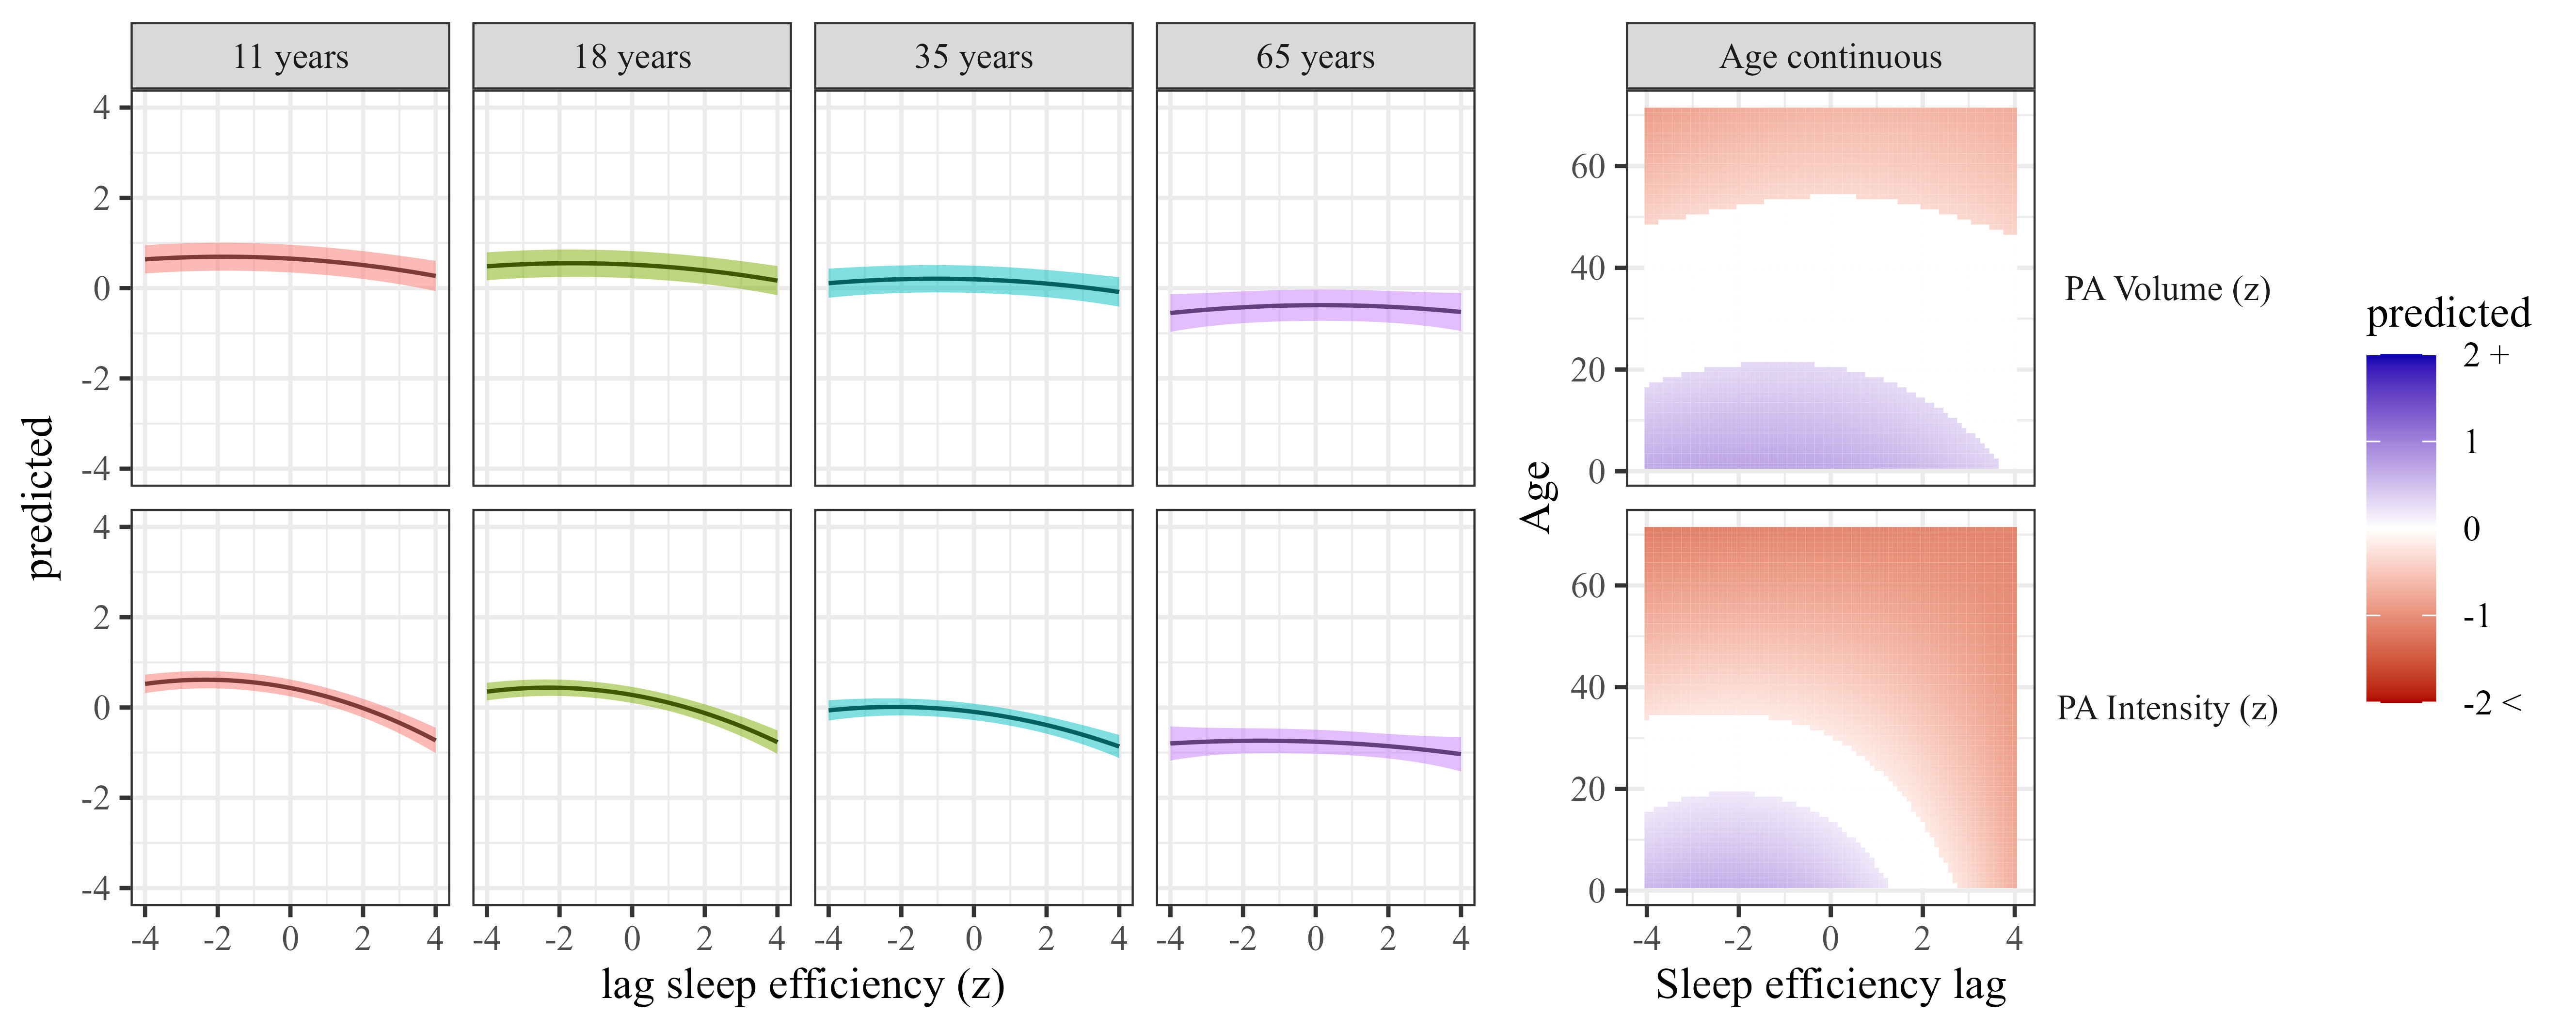 11 years
18 years
35 years
65 years
Age continuous
4
2
0
-2
-4
60
40
20
0
PA Volume (z)
predicted
2 +
1
0
-1
-2 <
predicted
Age
4
2
0
-2
-4
60
40
20
0
PA Intensity (z)
-4 -2 0 2 4
-4 -2 0 2 4
-4 -2 0 2 4
-4 -2 0 2 4
-4 -2 0 2 4
lag sleep efficiency (z)
Sleep efficiency lag